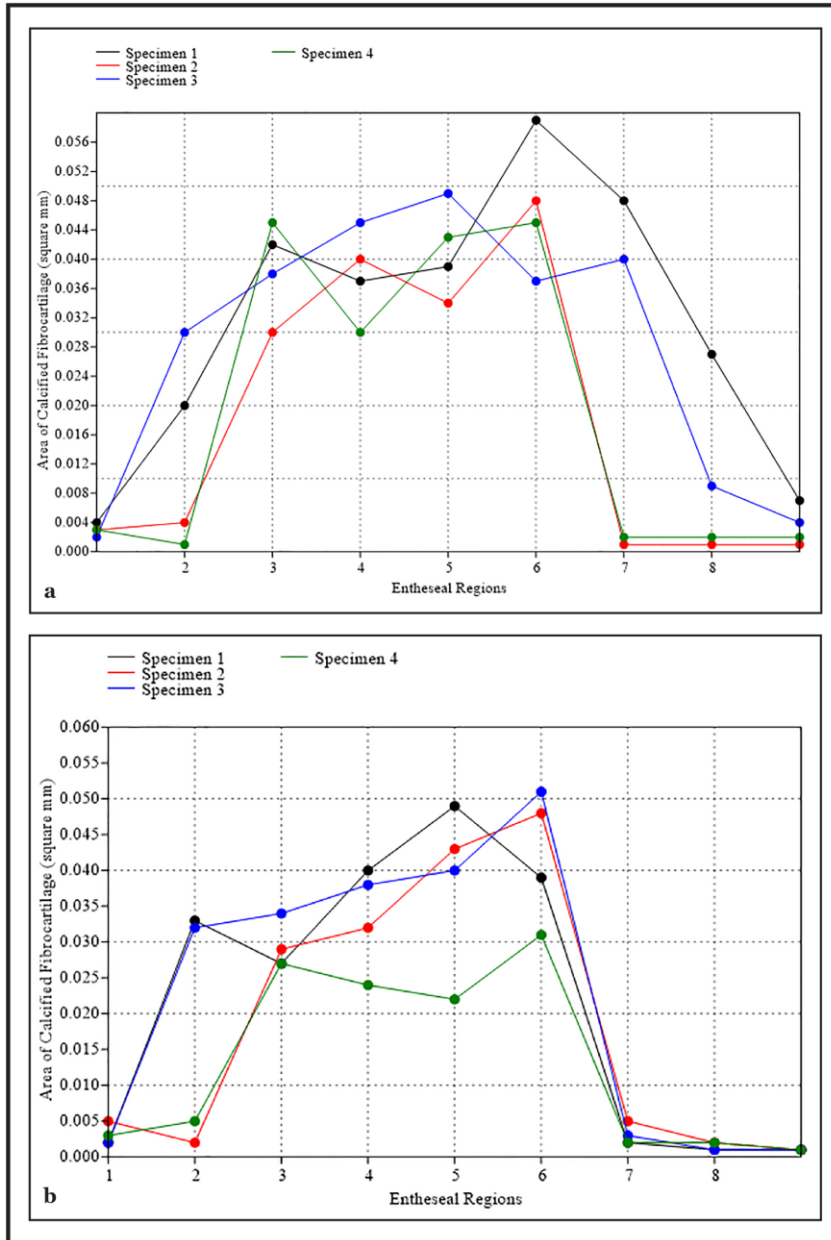 Specimen 1 Specimen 4
Specimen 2
Specimen 3
0.056
0.052
0.048
0.044
0.040
0.036
0.032
0.028
0.024
0.020
0.016
0.012
0.008
0.004
0.000
Area of Calcified Fibrocartilage (square mm)
2 3 4 5 6 7 8
Entheseal Regions
a
Specimen 1 Specimen 4
Specimen 2
Specimen 3
0.060
0.055
0.050
0.045
0.040
0.035
0.030
0.025
0.020
0.015
0.010
0.005
0.000
Area of Calcified Fibrocartilage (square mm)
1 2 3 4 5 6 7 8
Entheseal Regions
b